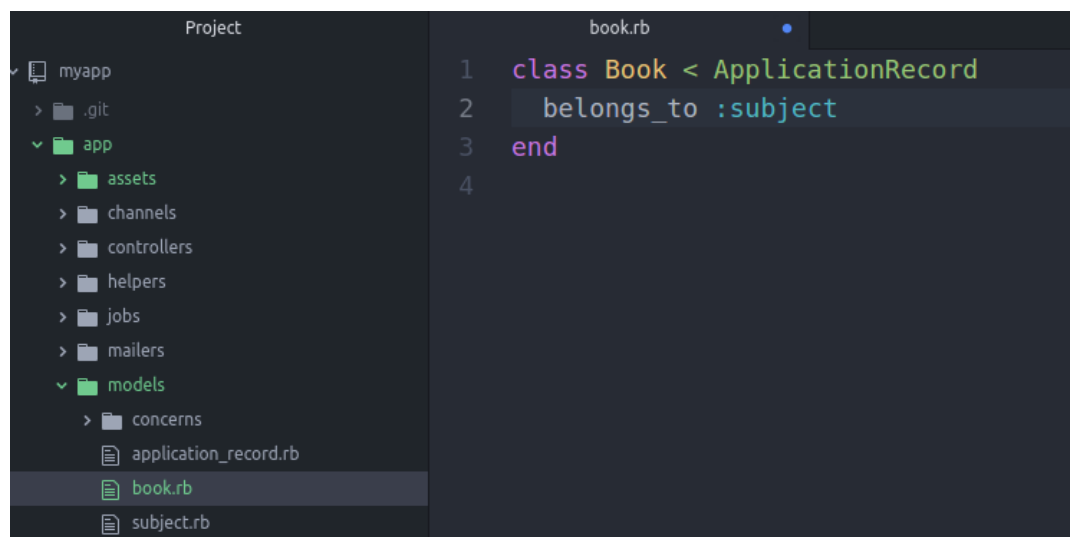 Project
myapp
.git
app
assets
channels
controllers
helpers
jobs
mailers
models
concerns
application_record.rb
book.rb
subject.rb
book.rb
1 class Book < ApplicationRecord
2   belongs_to :subject
3 end
4